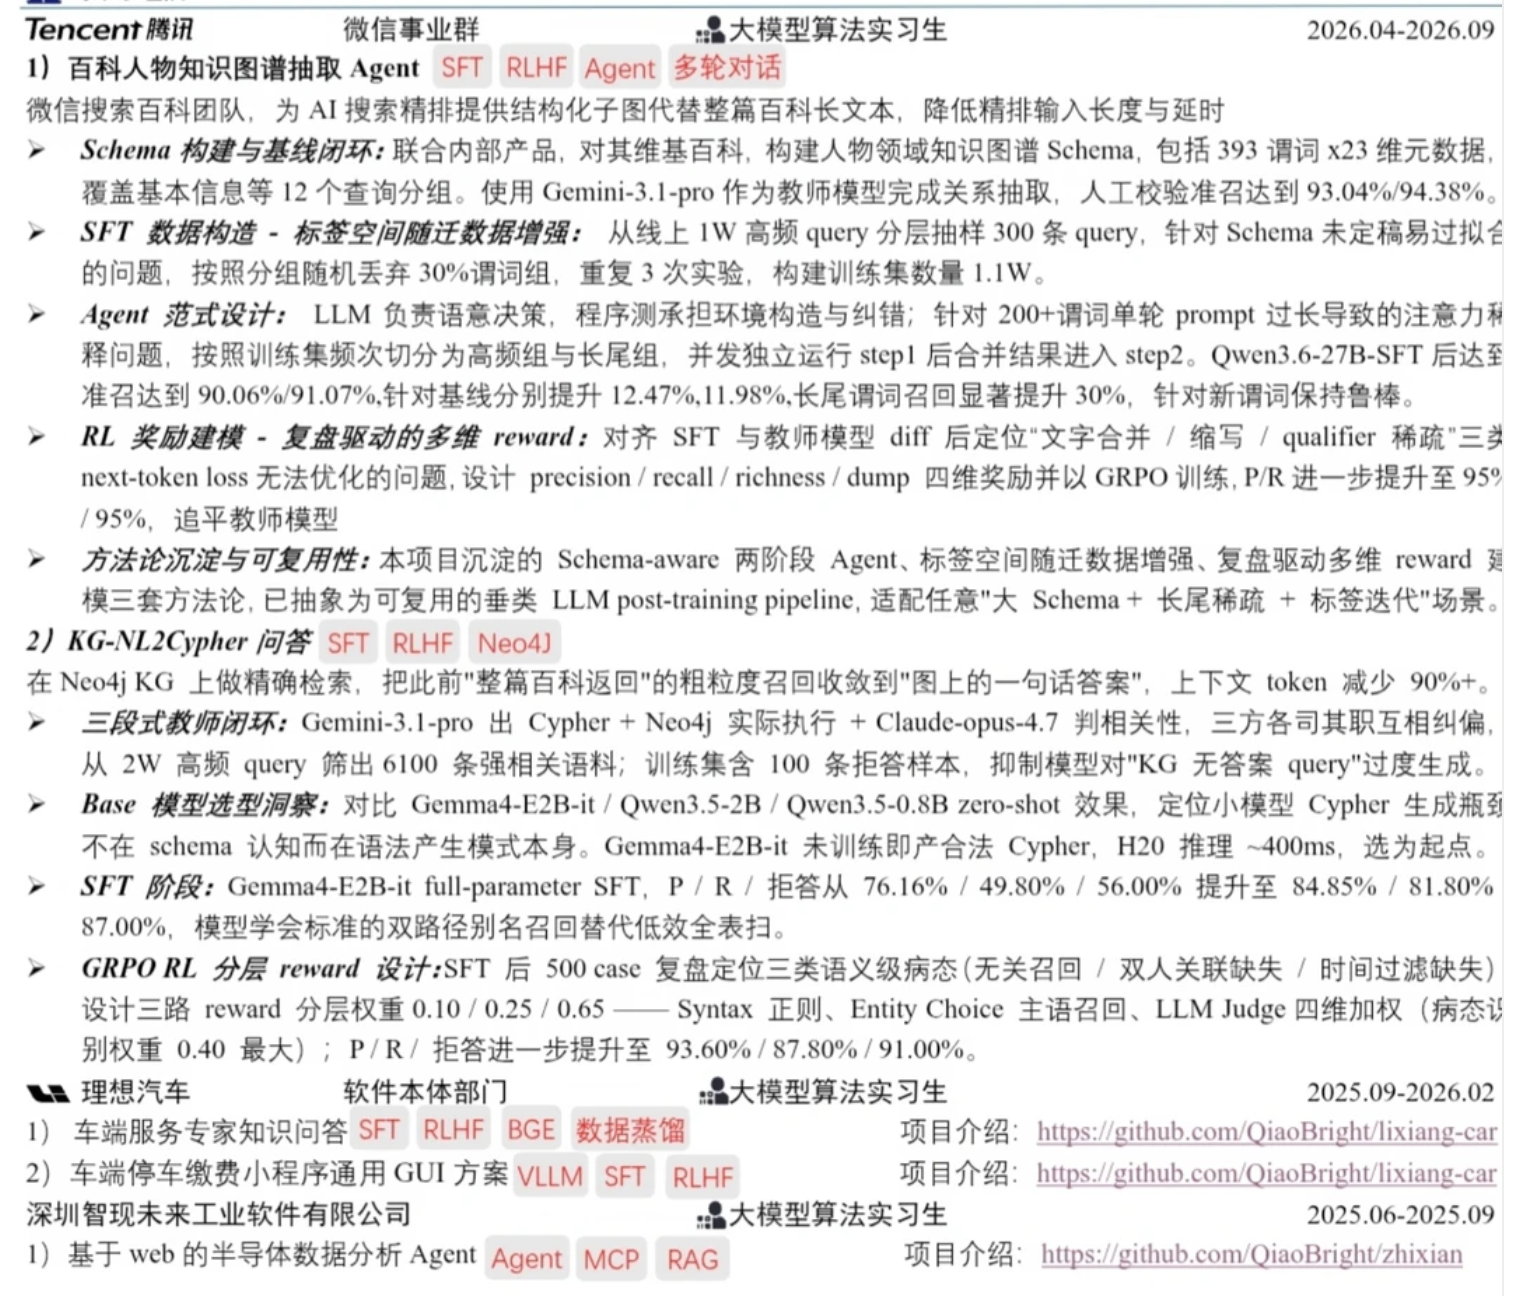 Tencent 腾讯 微信事业群 大模型算法实习生 2026.04-2026.09
1）百科人物知识图谱抽取 Agent SFT RLHF Agent 多轮对话
微信搜索百科团队，为 AI 搜索精排提供结构化子图代替整篇百科长文本，降低精排输入长度与延时
➢ Schema 构建与基线闭环：联合内部产品，对其维基百科，构建人物领域知识图谱 Schema，包括 393 谓词 x23 维元数据，
覆盖基本信息等 12 个查询分组。使用 Gemini-3.1-pro 作为教师模型完成关系抽取，人工校验准召达到 93.04%/94.38%。
➢ SFT 数据构造 - 标签空间随迁数据增强： 从线上 1W 高频 query 分层抽样 300 条 query，针对 Schema 未定稿易过拟合
的问题，按照分组随机丢弃 30%谓词组，重复 3 次实验，构建训练集数量 1.1W。
➢ Agent 范式设计： LLM 负责语意决策，程序测承担环境构造与纠错；针对 200+谓词单轮 prompt 过长导致的注意力稀
释问题，按照训练集频次切分为高频组与长尾组，并发独立运行 step1 后合并结果进入 step2。Qwen3.6-27B-SFT 后达到
准召达到 90.06%/91.07%,针对基线分别提升 12.47%,11.98%,长尾谓词召回显著提升 30%，针对新谓词保持鲁棒。
➢ RL 奖励建模 - 复盘驱动的多维 reward：对齐 SFT 与教师模型 diff 后定位“文字合并 / 缩写 / qualifier 稀疏”三类
next-token loss 无法优化的问题,设计 precision / recall / richness / dump 四维奖励并以 GRPO 训练, P/R 进一步提升至 95%
/ 95%，追平教师模型
➢ 方法论沉淀与可复用性：本项目沉淀的 Schema-aware 两阶段 Agent、标签空间随迁数据增强、复盘驱动多维 reward 建
模三套方法论, 已抽象为可复用的垂类 LLM post-training pipeline, 适配任意"大 Schema + 长尾稀疏 + 标签迭代"场景。
2）KG-NL2Cypher 问答 SFT RLHF Neo4J
在 Neo4j KG 上做精确检索，把此前"整篇百科返回"的粗粒度召回收敛到"图上的一句话答案"，上下文 token 减少 90%+。
➢ 三段式教师闭环：Gemini-3.1-pro 出 Cypher + Neo4j 实际执行 + Claude-opus-4.7 判相关性，三方各司其职互相纠偏，
从 2W 高频 query 筛出 6100 条强相关语料；训练集含 100 条拒答样本，抑制模型对"KG 无答案 query"过度生成。
➢ Base 模型选型洞察：对比 Gemma4-E2B-it / Qwen3.5-2B / Qwen3.5-0.8B zero-shot 效果，定位小模型 Cypher 生成瓶颈
不在 schema 认知而在语法产生模式本身。Gemma4-E2B-it 未训练即产合法 Cypher，H20 推理 ~400ms，选为起点。
➢ SFT 阶段：Gemma4-E2B-it full-parameter SFT，P / R / 拒答从 76.16% / 49.80% / 56.00% 提升至 84.85% / 81.80%
87.00%，模型学会标准的双路径别名召回替代低效全表扫。
➢ GRPO RL 分层 reward 设计:SFT 后 500 case 复盘定位三类语义级病态(无关召回 / 双人关联缺失 / 时间过滤缺失)
设计三路 reward 分层权重 0.10 / 0.25 / 0.65 —— Syntax 正则、Entity Choice 主语召回、LLM Judge 四维加权（病态识
别权重 0.40 最大）；P / R / 拒答进一步提升至 93.60% / 87.80% / 91.00%。
理想汽车 软件本体部门 大模型算法实习生 2025.09-2026.02
1） 车端服务专家知识问答 SFT RLHF BGE 数据蒸馏 项目介绍： https://github.com/QiaoBright/lixiang-car
2）车端停车缴费小程序通用 GUI 方案 VLLM SFT RLHF 项目介绍： https://github.com/QiaoBright/lixiang-car
深圳智现未来工业软件有限公司 大模型算法实习生 2025.06-2025.09
1）基于 web 的半导体数据分析 Agent Agent MCP RAG 项目介绍： https://github.com/QiaoBright/zhixian